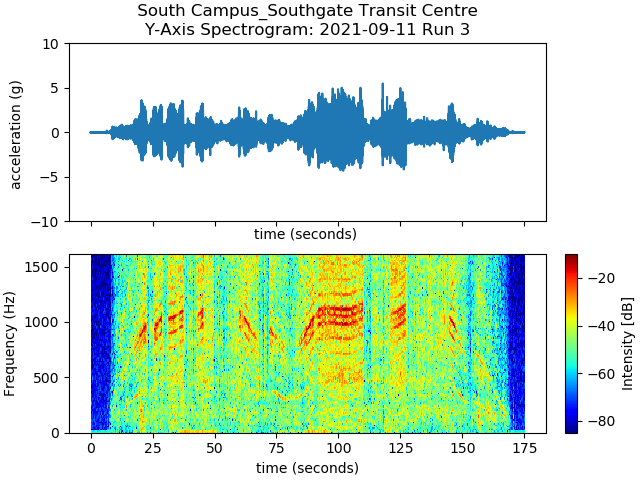 South Campus_Southgate Transit Centre
Y-Axis Spectrogram: 2021-09-11 Run 3
10
5
0
−5
−10
acceleration (g)
time (seconds)
1500
1000
500
0
Frequency (Hz)
0 25 50 75 100 125 150 175
time (seconds)
−20
−40
−60
−80
Intensity [dB]